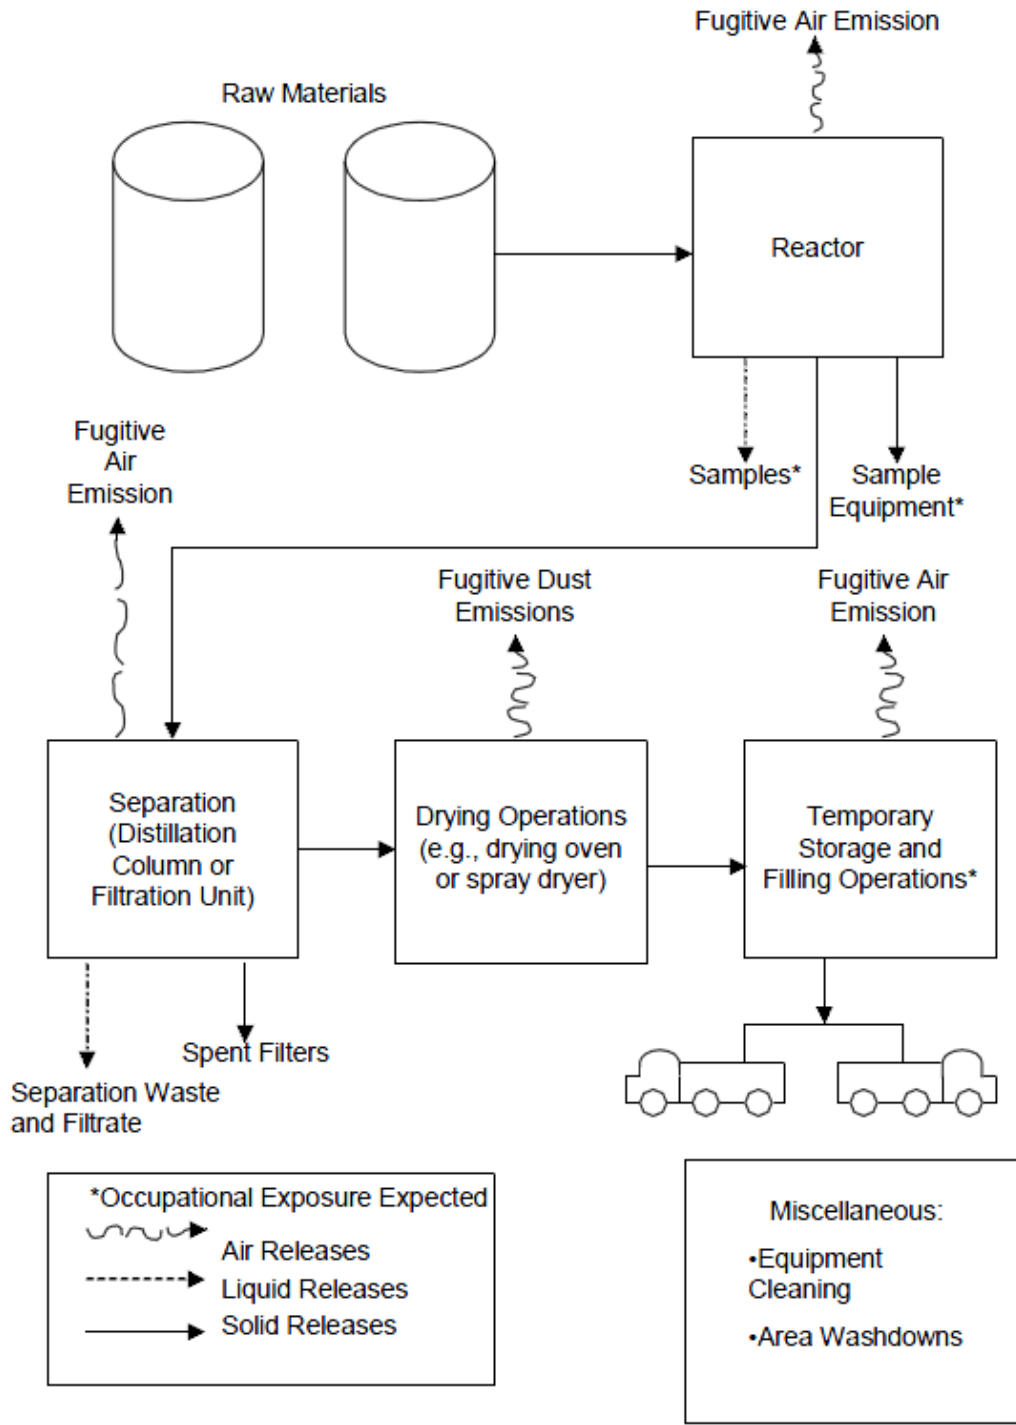 Fugitive Air Emission
Raw Materials
Reactor
Samples*
Sample
Equipment*
Fugitive
Air
Emission
Fugitive Dust
Emissions
Fugitive Air
Emission
Separation
(Distillation
Column or
Filtration Unit)
Drying Operations
(e.g., drying oven
or spray dryer)
Temporary
Storage and
Filling Operations*
Spent Filters
Separation Waste
and Filtrate
*Occupational Exposure Expected
Air Releases
Liquid Releases
Solid Releases
Miscellaneous:
•Equipment
Cleaning
•Area Washdowns